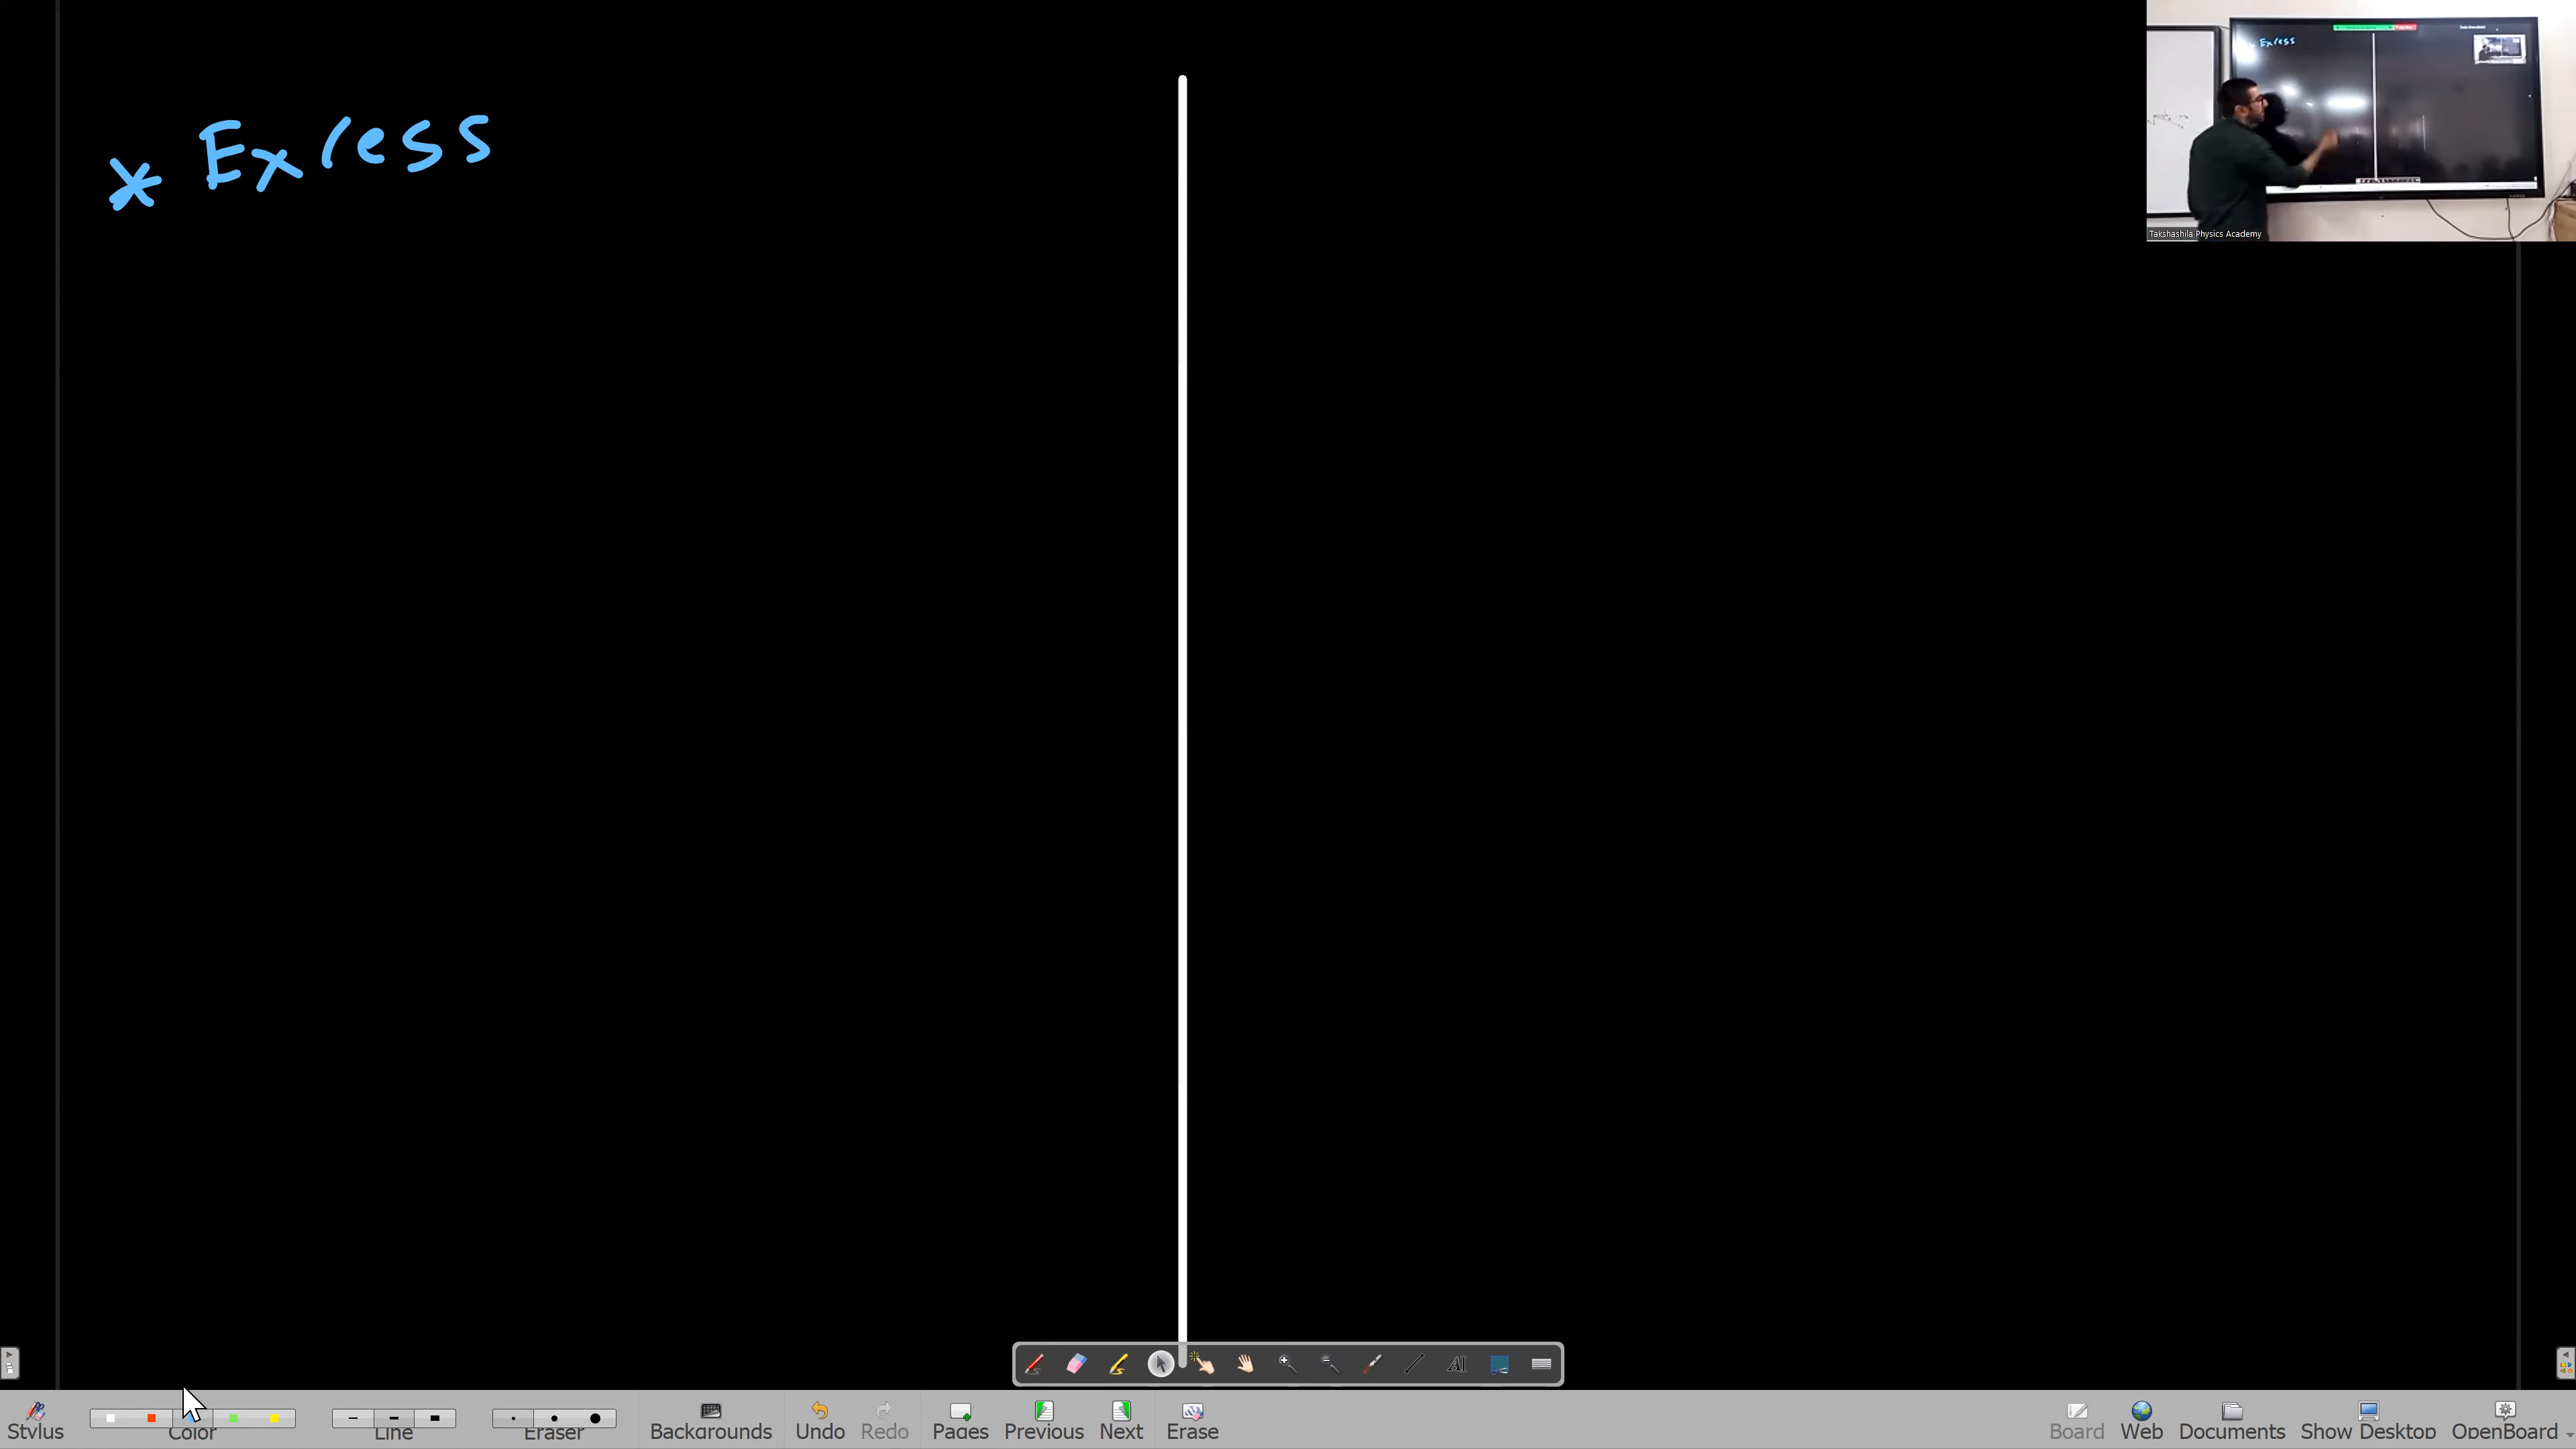 * Excess
Takshashila Physics Academy
Stylus Color Line Eraser Backgrounds Undo Redo Pages Previous Next Erase Board Web Documents Show Desktop OpenBoard